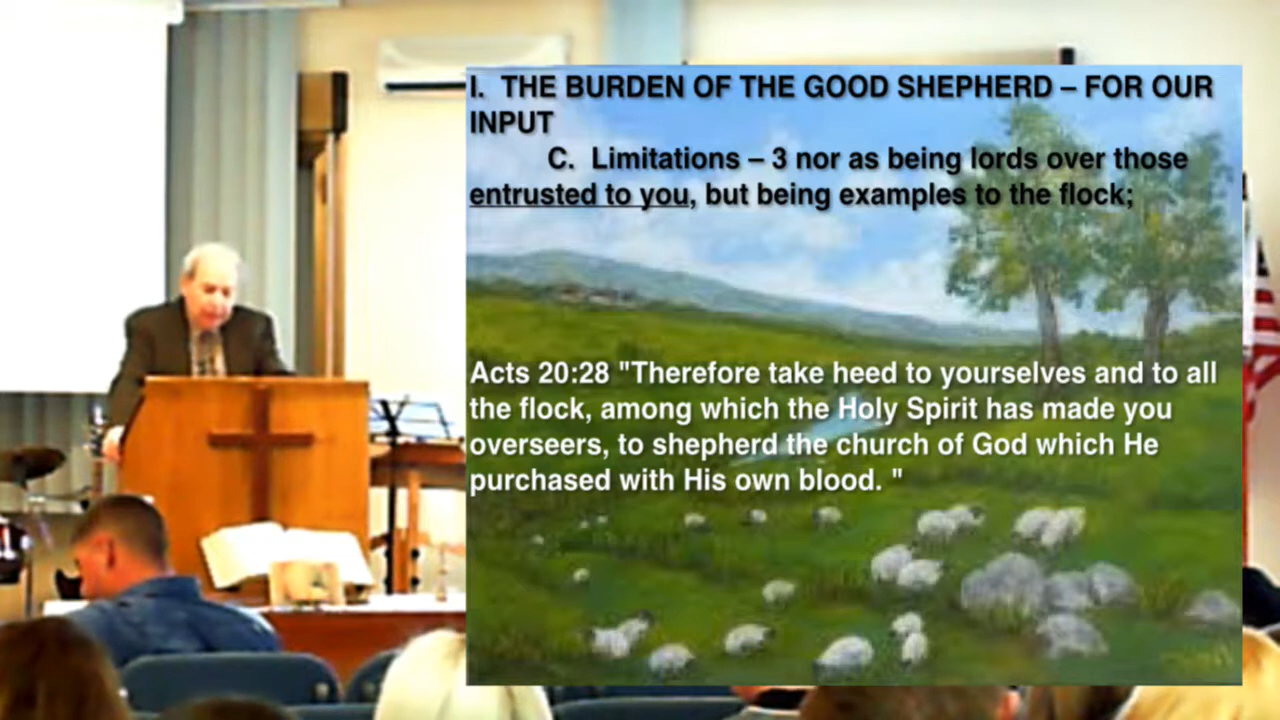 I. THE BURDEN OF THE GOOD SHEPHERD – FOR OUR
INPUT
C. Limitations – 3 nor as being lords over those
entrusted to you, but being examples to the flock;
Acts 20:28 "Therefore take heed to yourselves and to all
the flock, among which the Holy Spirit has made you
overseers, to shepherd the church of God which He
purchased with His own blood. "